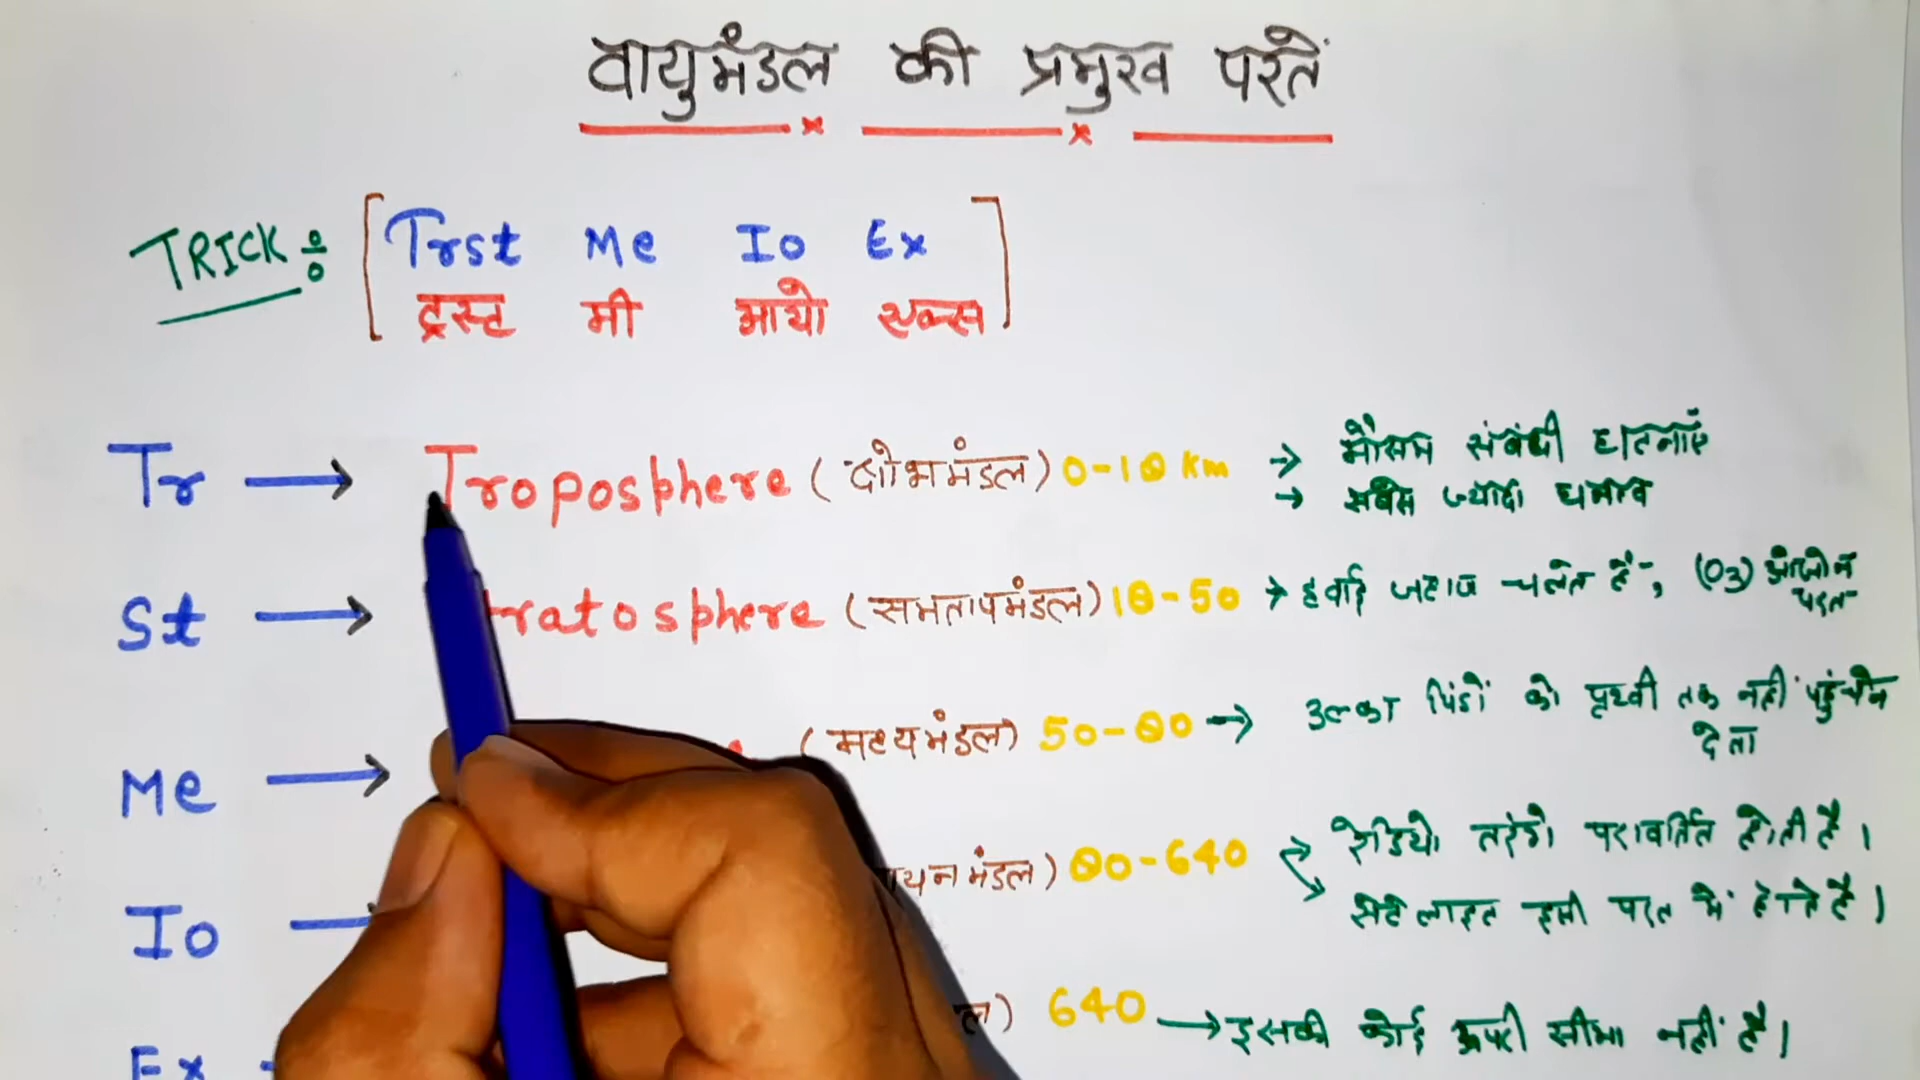 वायुमंडल की प्रमुख परतें
TRICK ÷ [Trst Me Io Ex]
ट्रस्ट मी आयो एक्स
Tr → Troposphere (क्षोभमंडल) 0-18 Km → मौसम संबंधी घटनाएँ
→ सबसे ज्यादा घनत्व
St → tratosphere (समतापमंडल) 18-50 → हवाई जहाज चलते हैं, (O3) ओजोन
परत
Me → (मध्यमंडल) 50-80 → उल्का पिंडों को पृथ्वी तक नहीं पहुंचने
देता
Io → यनमंडल) 80-640 → रेडियो तरंगे परावर्तित होती है।
→ सेटेलाइट इसी परत में होते है।
Ex ल) 640 → इसकी कोई ऊपरी सीमा नहीं है।